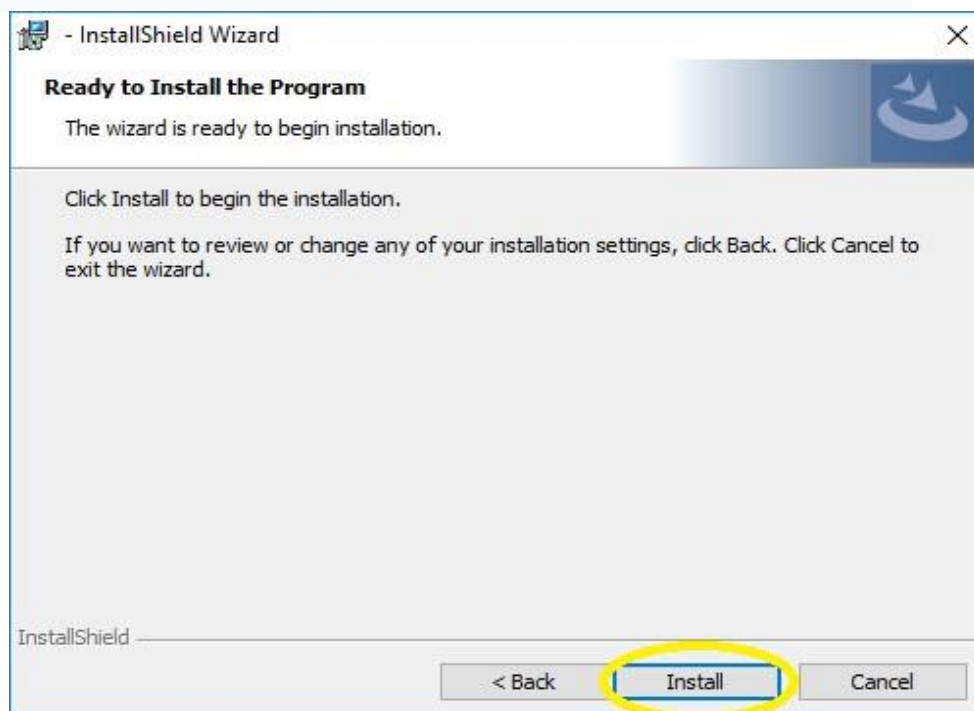 - InstallShield Wizard
Ready to Install the Program
The wizard is ready to begin installation.
Click Install to begin the installation.
If you want to review or change any of your installation settings, click Back. Click Cancel to
exit the wizard.
InstallShield
< Back Install Cancel